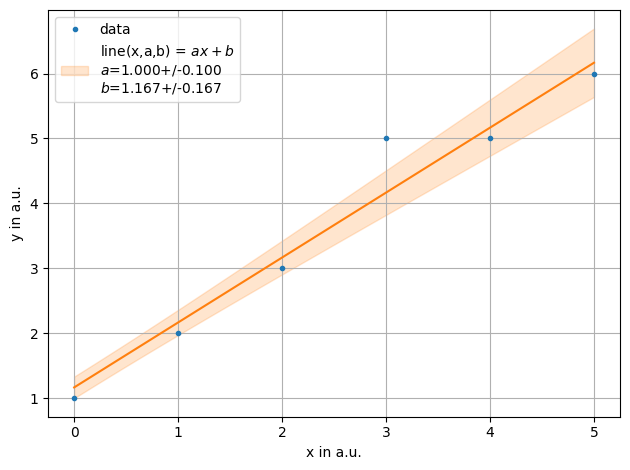 data
line(x,a,b) = ax + b
a=1.000+/-0.100
b=1.167+/-0.167
6
5
4
3
2
1
y in a.u.
0 1 2 3 4 5
x in a.u.